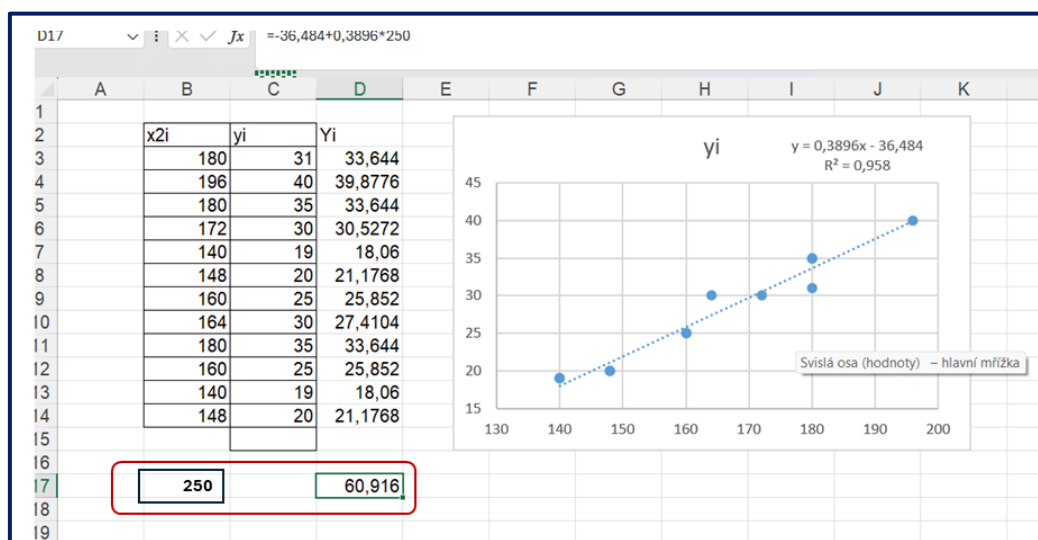 D17 fx =-36,484+0,3896*250
A B C D E F G H I J K
1
2 x2i yi Yi
3 180 31 33,644
4 196 40 39,8776
5 180 35 33,644
6 172 30 30,5272
7 140 19 18,06
8 148 20 21,1768
9 160 25 25,852
10 164 30 27,4104
11 180 35 33,644
12 160 25 25,852
13 140 19 18,06
14 148 20 21,1768
15
16
17 250 60,916
18
19
yi
y = 0,3896x - 36,484
R² = 0,958
45
40
35
30
25
20
15
130 140 150 160 170 180 190 200
Svislá osa (hodnoty) – hlavní mřížka